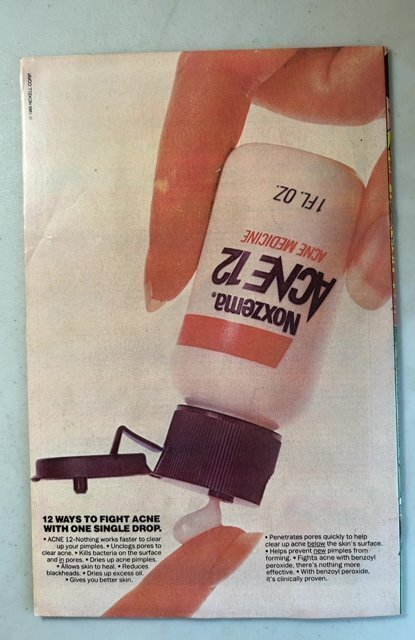 © 1985 NOXELL CORP.
1 FL. OZ.
ACNE MEDICINE
ACNE 12
NOXZEMA®
12 WAYS TO FIGHT ACNE
WITH ONE SINGLE DROP.
• ACNE 12–Nothing works faster to clear
up your pimples. • Unclogs pores to
clear acne. • Kills bacteria on the surface
and in pores. • Dries up acne pimples.
• Allows skin to heal. • Reduces
blackheads. • Dries up excess oil.
• Gives you better skin.
• Penetrates pores quickly to help
clear up acne below the skin's surface.
• Helps prevent new pimples from
forming. • Fights acne with benzoyl
peroxide, there's nothing more
effective. • With benzoyl peroxide,
it's clinically proven.